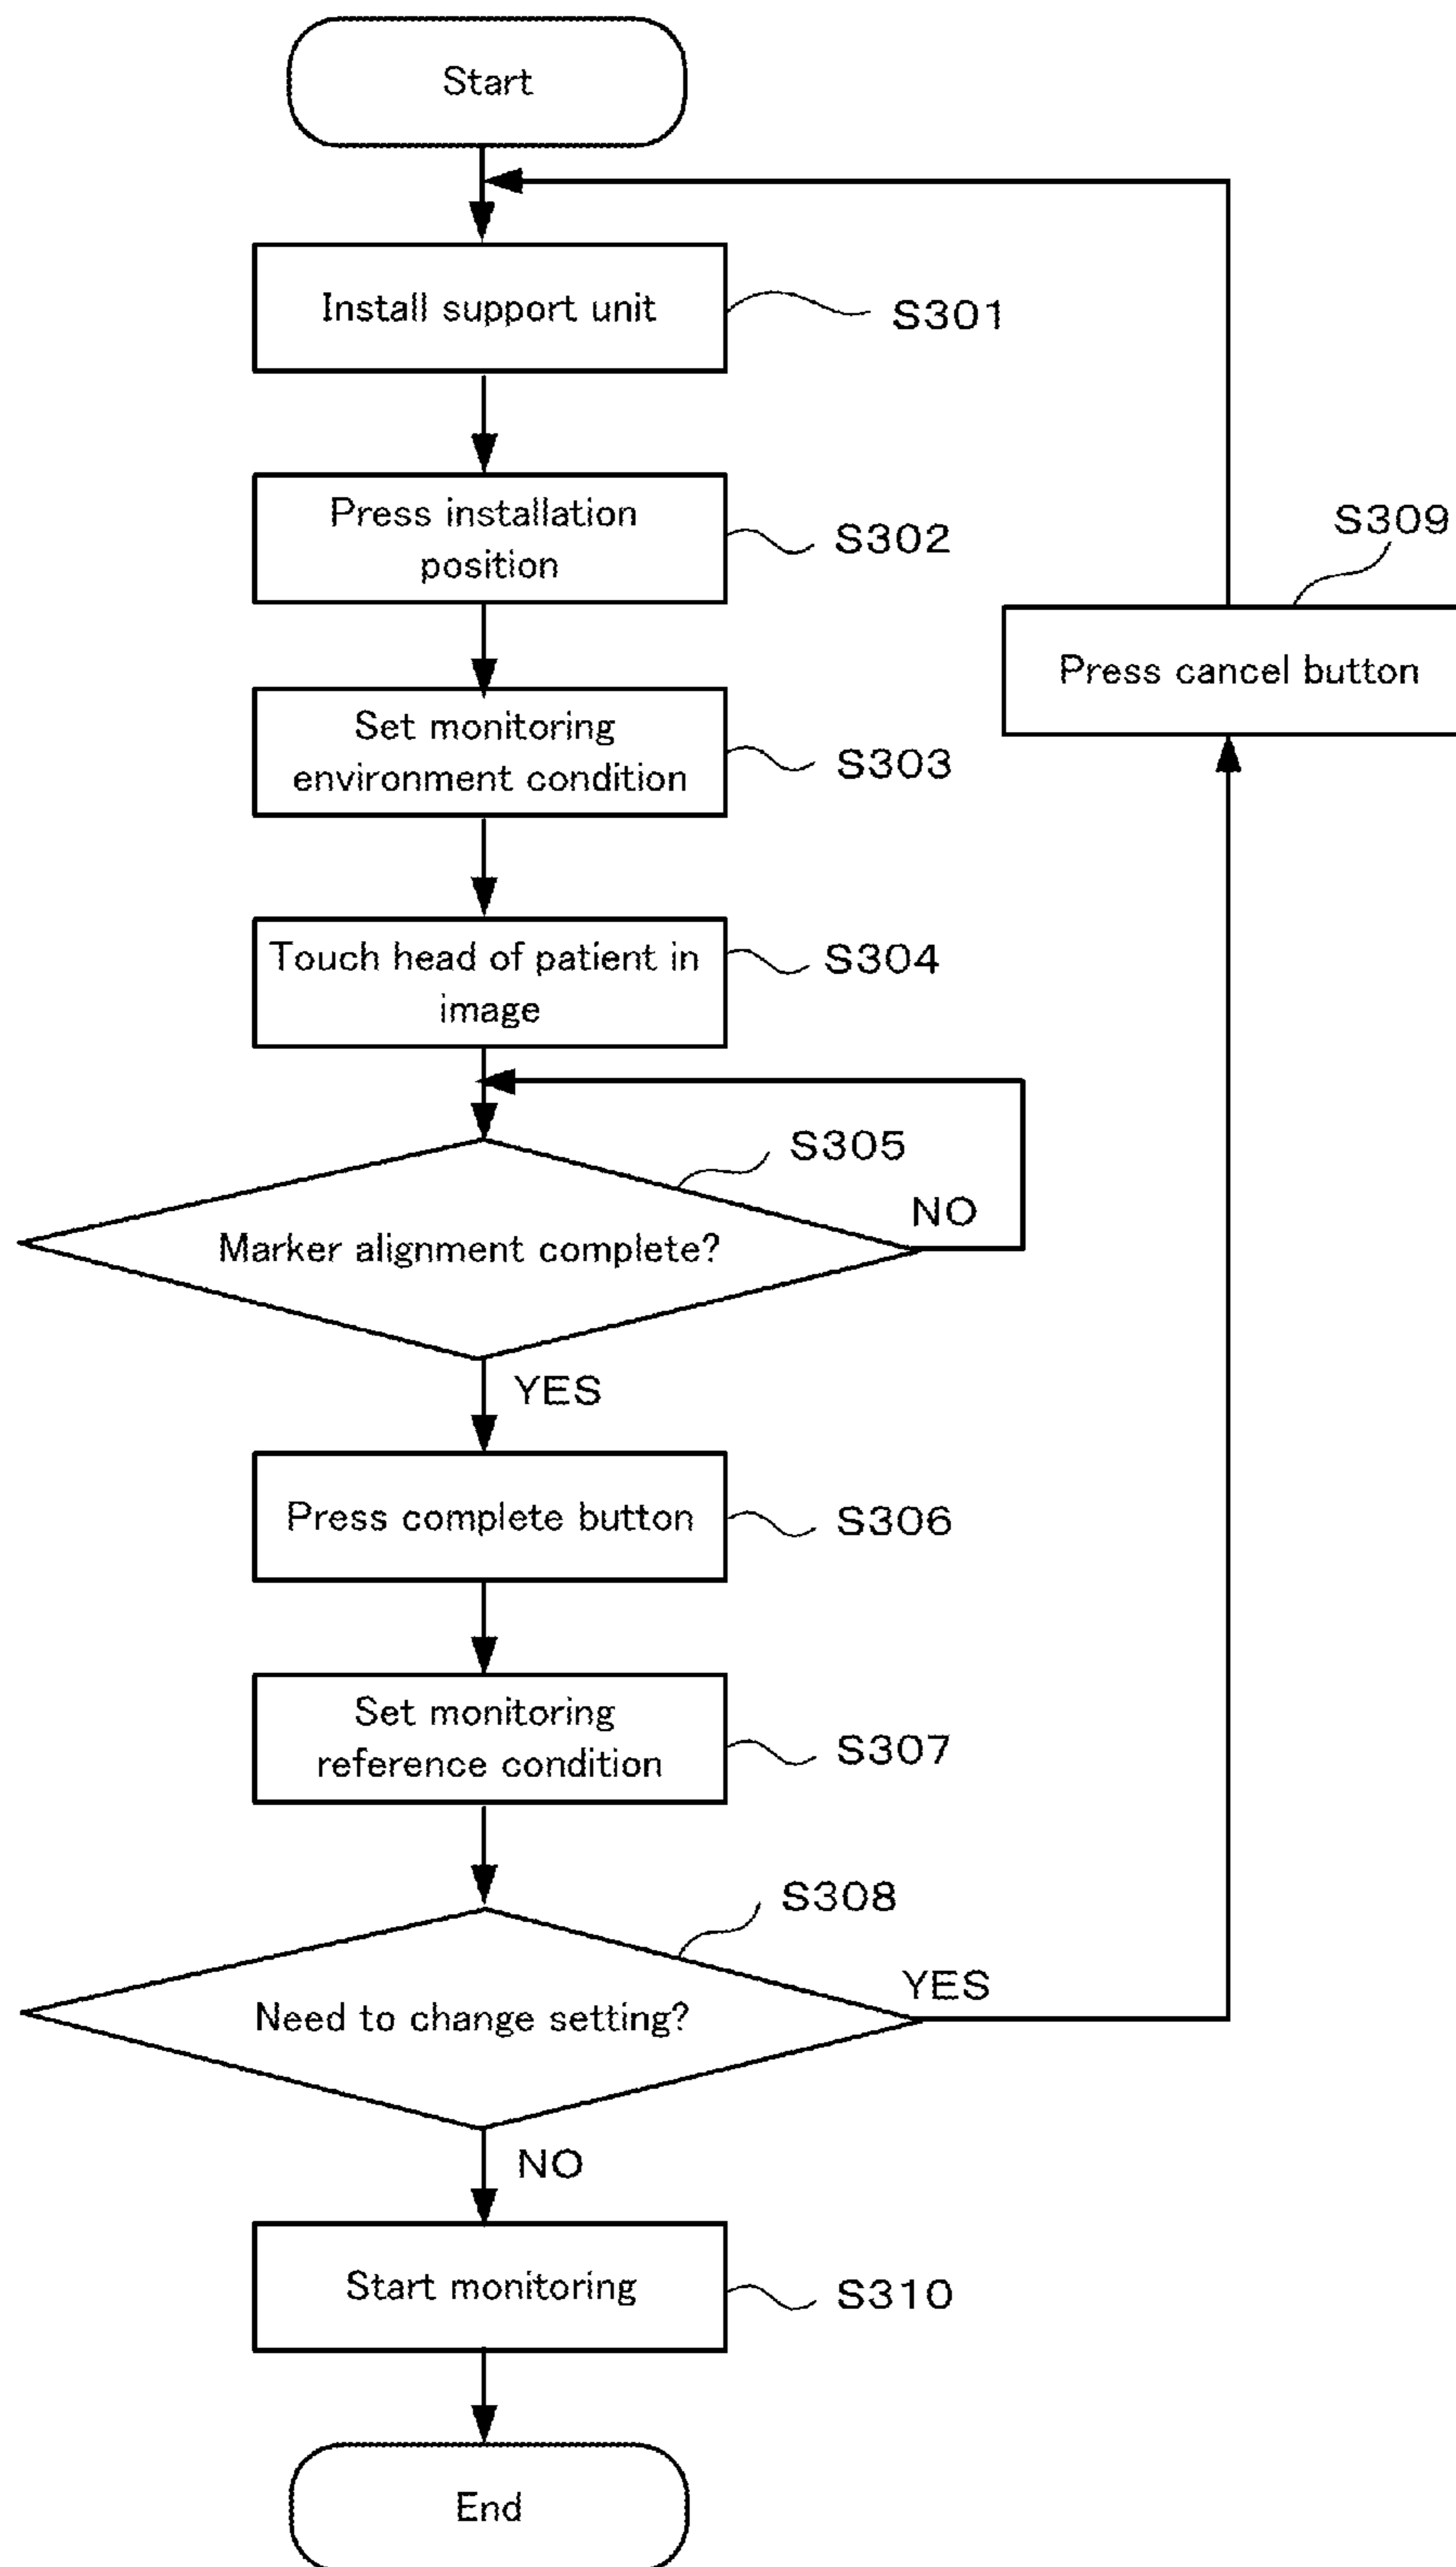 Start
Install support unit
S301
Press installation
position
S302
S309
Press cancel button
Set monitoring
environment condition
S303
Touch head of patient in
image
S304
S305
NO
Marker alignment complete?
YES
Press complete button
S306
Set monitoring
reference condition
S307
S308
YES
Need to change setting?
NO
Start monitoring
S310
End